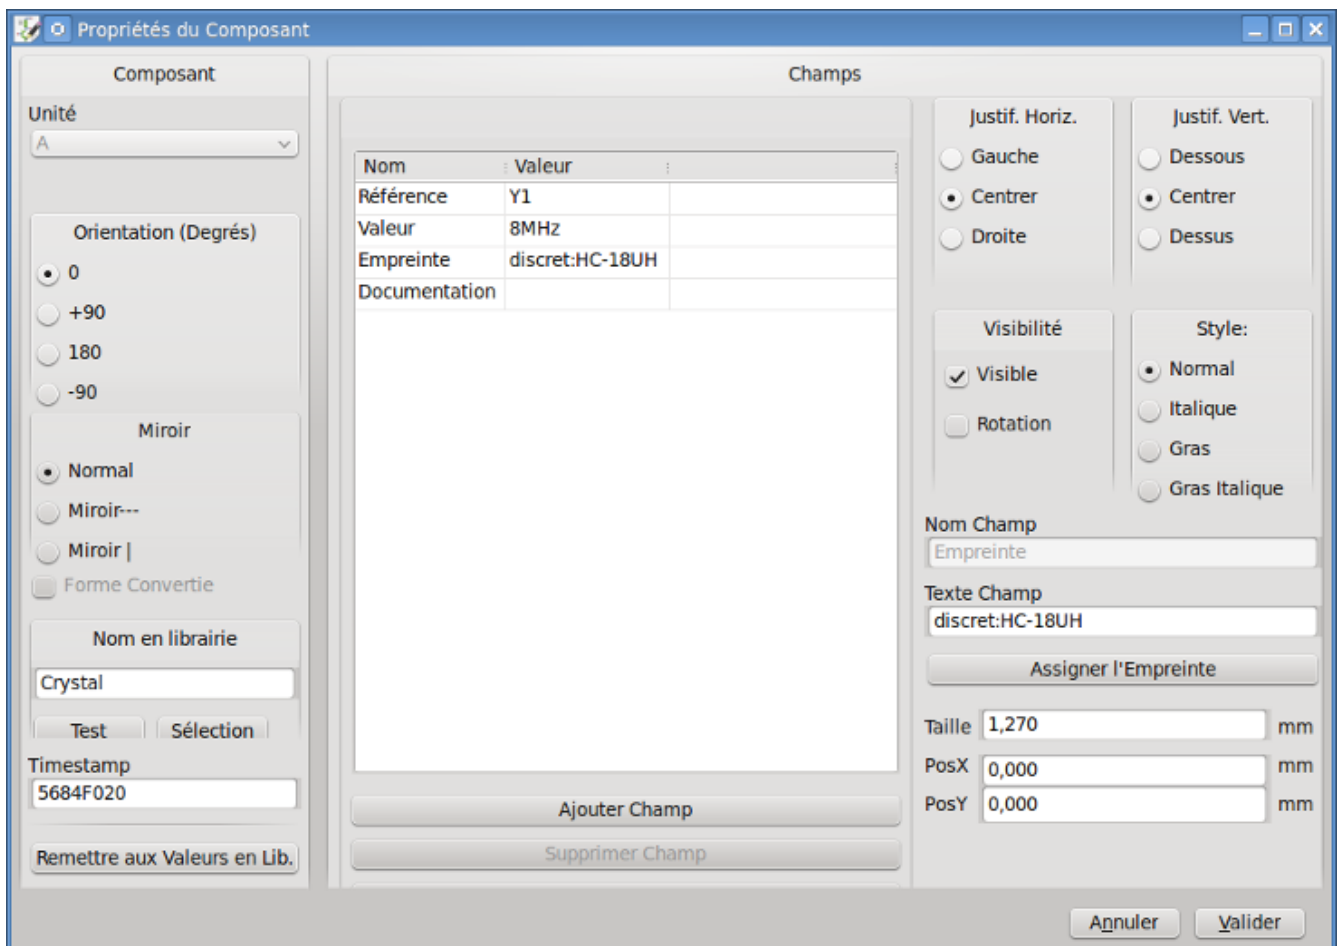 Propriétés du Composant
Composant
Unité
A
Orientation (Degrés)
0
+90
180
-90
Miroir
Normal
Miroir---
Miroir |
Forme Convertie
Nom en librairie
Crystal
Test Sélection
Timestamp
5684F020
Remettre aux Valeurs en Lib.
Champs
Nom Valeur
Référence Y1
Valeur 8MHz
Empreinte discret:HC-18UH
Documentation
Ajouter Champ
Supprimer Champ
Justif. Horiz.
Gauche
Centrer
Droite
Justif. Vert.
Dessous
Centrer
Dessus
Visibilité
Visible
Rotation
Style:
Normal
Italique
Gras
Gras Italique
Nom Champ
Empreinte
Texte Champ
discret:HC-18UH
Assigner l'Empreinte
Taille 1,270 mm
PosX 0,000 mm
PosY 0,000 mm
Annuler Valider